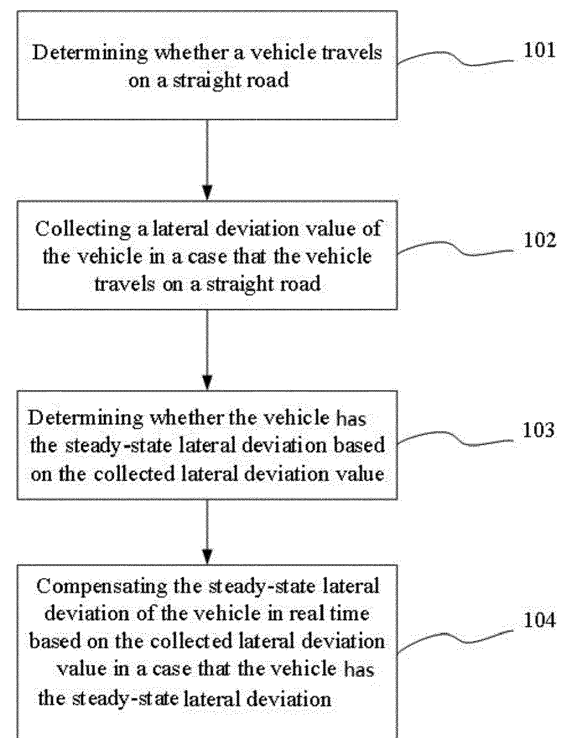 Determining whether a vehicle travels
on a straight road
101
Collecting a lateral deviation value of
the vehicle in a case that the vehicle
travels on a straight road
102
Determining whether the vehicle has
the steady-state lateral deviation based
on the collected lateral deviation value
103
Compensating the steady-state lateral
deviation of the vehicle in real time
based on the collected lateral deviation
value in a case that the vehicle has
the steady-state lateral deviation
104